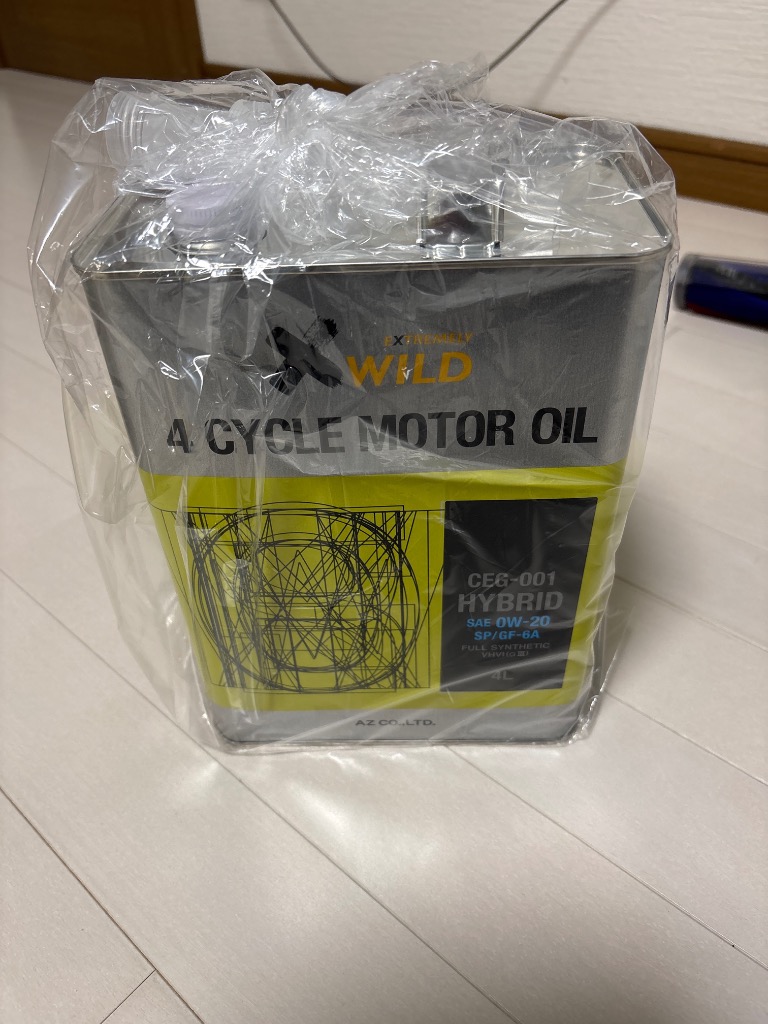 EXTREMELY
WILD
4 CYCLE MOTOR OIL
CEG-001
HYBRID
SAE 0W-20
SP/GF-6A
FULL SYNTHETIC
VHVI
4L
AZ CO.,LTD.